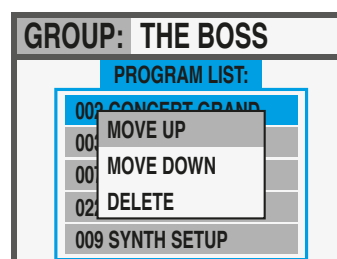 GROUP: THE BOSS
PROGRAM LIST:
002 CONCERT GRAND
MOVE UP
MOVE DOWN
DELETE
009 SYNTH SETUP